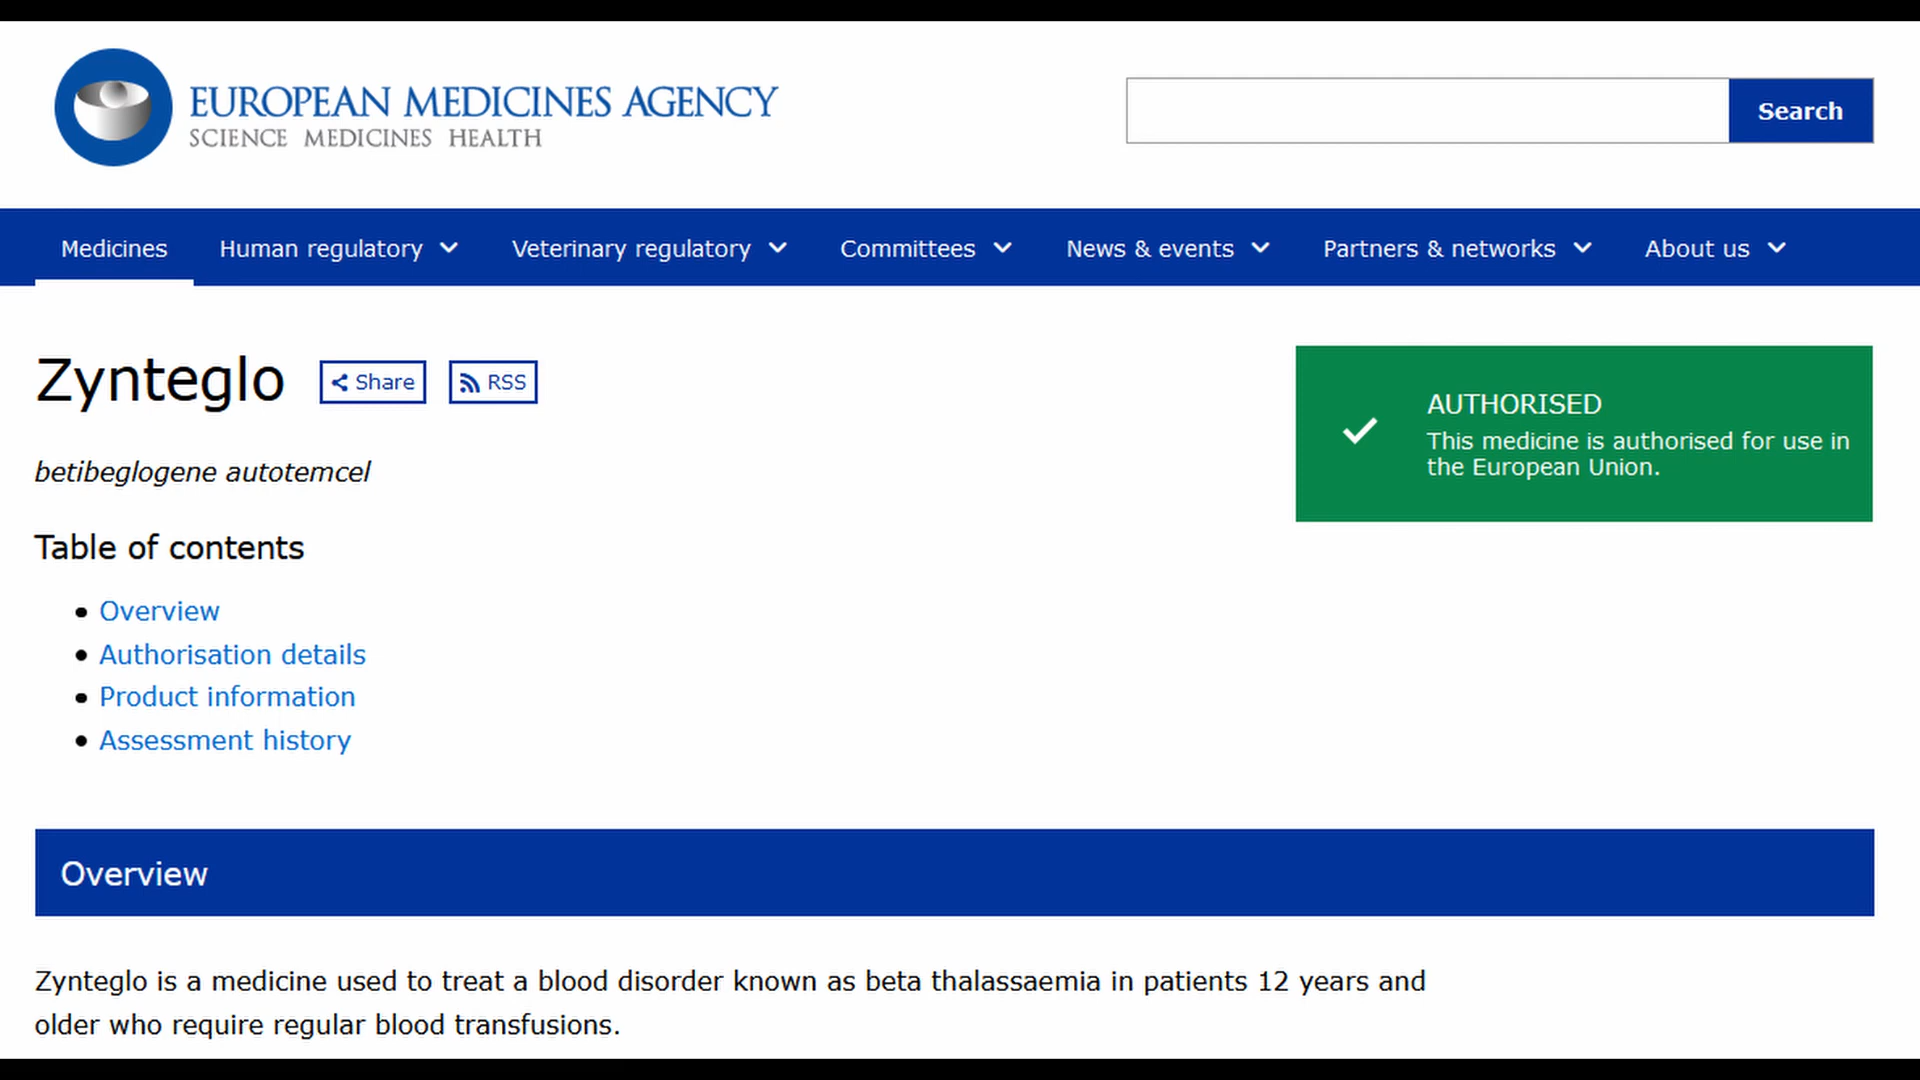 EUROPEAN MEDICINES AGENCY
SCIENCE MEDICINES HEALTH
Search
Medicines Human regulatory Veterinary regulatory Committees News & events Partners & networks About us
Zynteglo Share RSS
AUTHORISED
This medicine is authorised for use in
the European Union.
betibeglogene autotemcel
Table of contents
• Overview
• Authorisation details
• Product information
• Assessment history
Overview
Zynteglo is a medicine used to treat a blood disorder known as beta thalassaemia in patients 12 years and
older who require regular blood transfusions.